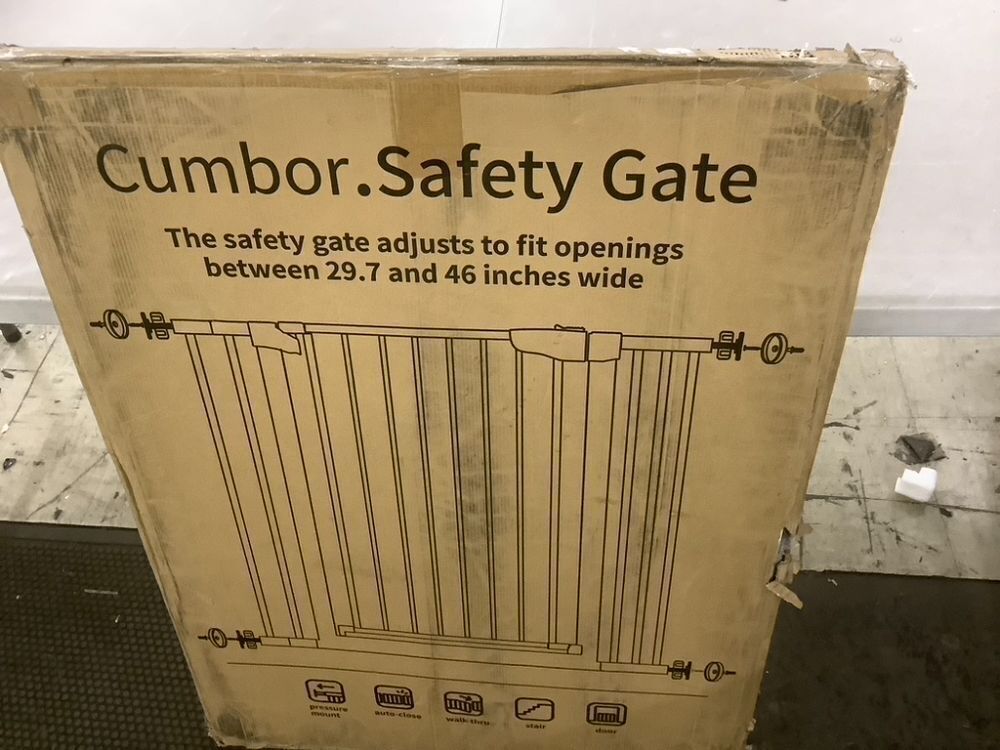 Cumbor.Safety Gate
The safety gate adjusts to fit openings
between 29.7 and 46 inches wide
pressure mount
auto-close
walk-thru
stair
door